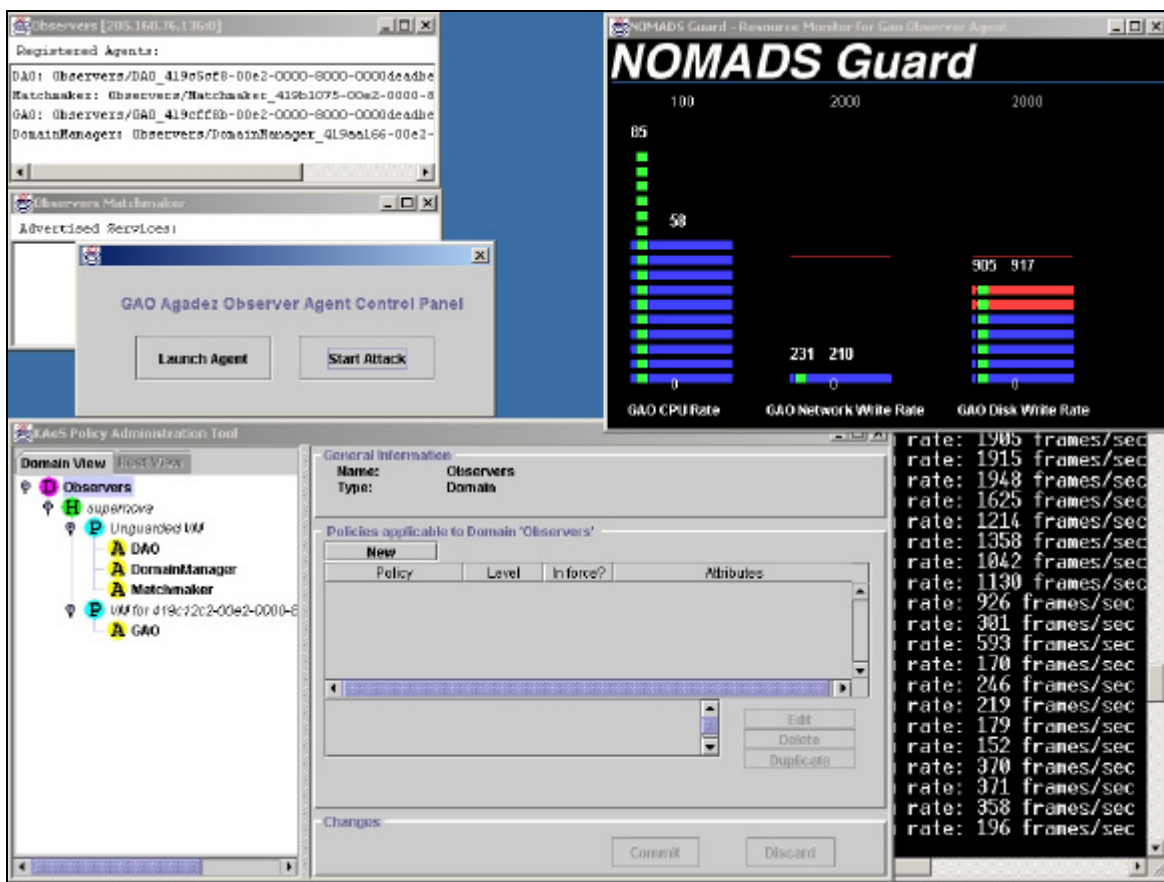 Observers [206.160.76.136:0]
Registered Agents:
DAO: Observers/DAO_419c5cf8-00e2-0000-8000-0000deadbe
Matchmaker: Observers/Matchmaker_419b1075-00e2-0000-8
GAO: Observers/GAO_419cff8b-00e2-0000-8000-0000deadbe
DomainManager: Observers/DomainManager_419aa166-00e2-
Observers Matchmaker
Advertised Services:
GAO Agadez Observer Agent Control Panel
Launch Agent
Start Attack
NOMADS Guard - Resource Monitor for Gao Observer Agent
NOMADS Guard
100 2000 2000
85
58
905 917
231 210
0 0 0
GAO CPU Rate GAO Network Write Rate GAO Disk Write Rate
KAoS Policy Administration Tool
Domain View Host View
Observers
supernova
Unguarded VM
DAO
DomainManager
Matchmaker
VM for 419c12c2-00e2-0000-8
GAO
General Information
Name: Observers
Type: Domain
Policies applicable to Domain 'Observers'
New
Policy Level In force? Attributes
Edit
Delete
Duplicate
Changes
Commit Discard
rate: 1905 frames/sec
rate: 1915 frames/sec
rate: 1948 frames/sec
rate: 1625 frames/sec
rate: 1214 frames/sec
rate: 1358 frames/sec
rate: 1042 frames/sec
rate: 1130 frames/sec
rate: 926 frames/sec
rate: 301 frames/sec
rate: 593 frames/sec
rate: 170 frames/sec
rate: 246 frames/sec
rate: 219 frames/sec
rate: 179 frames/sec
rate: 152 frames/sec
rate: 370 frames/sec
rate: 371 frames/sec
rate: 358 frames/sec
rate: 196 frames/sec